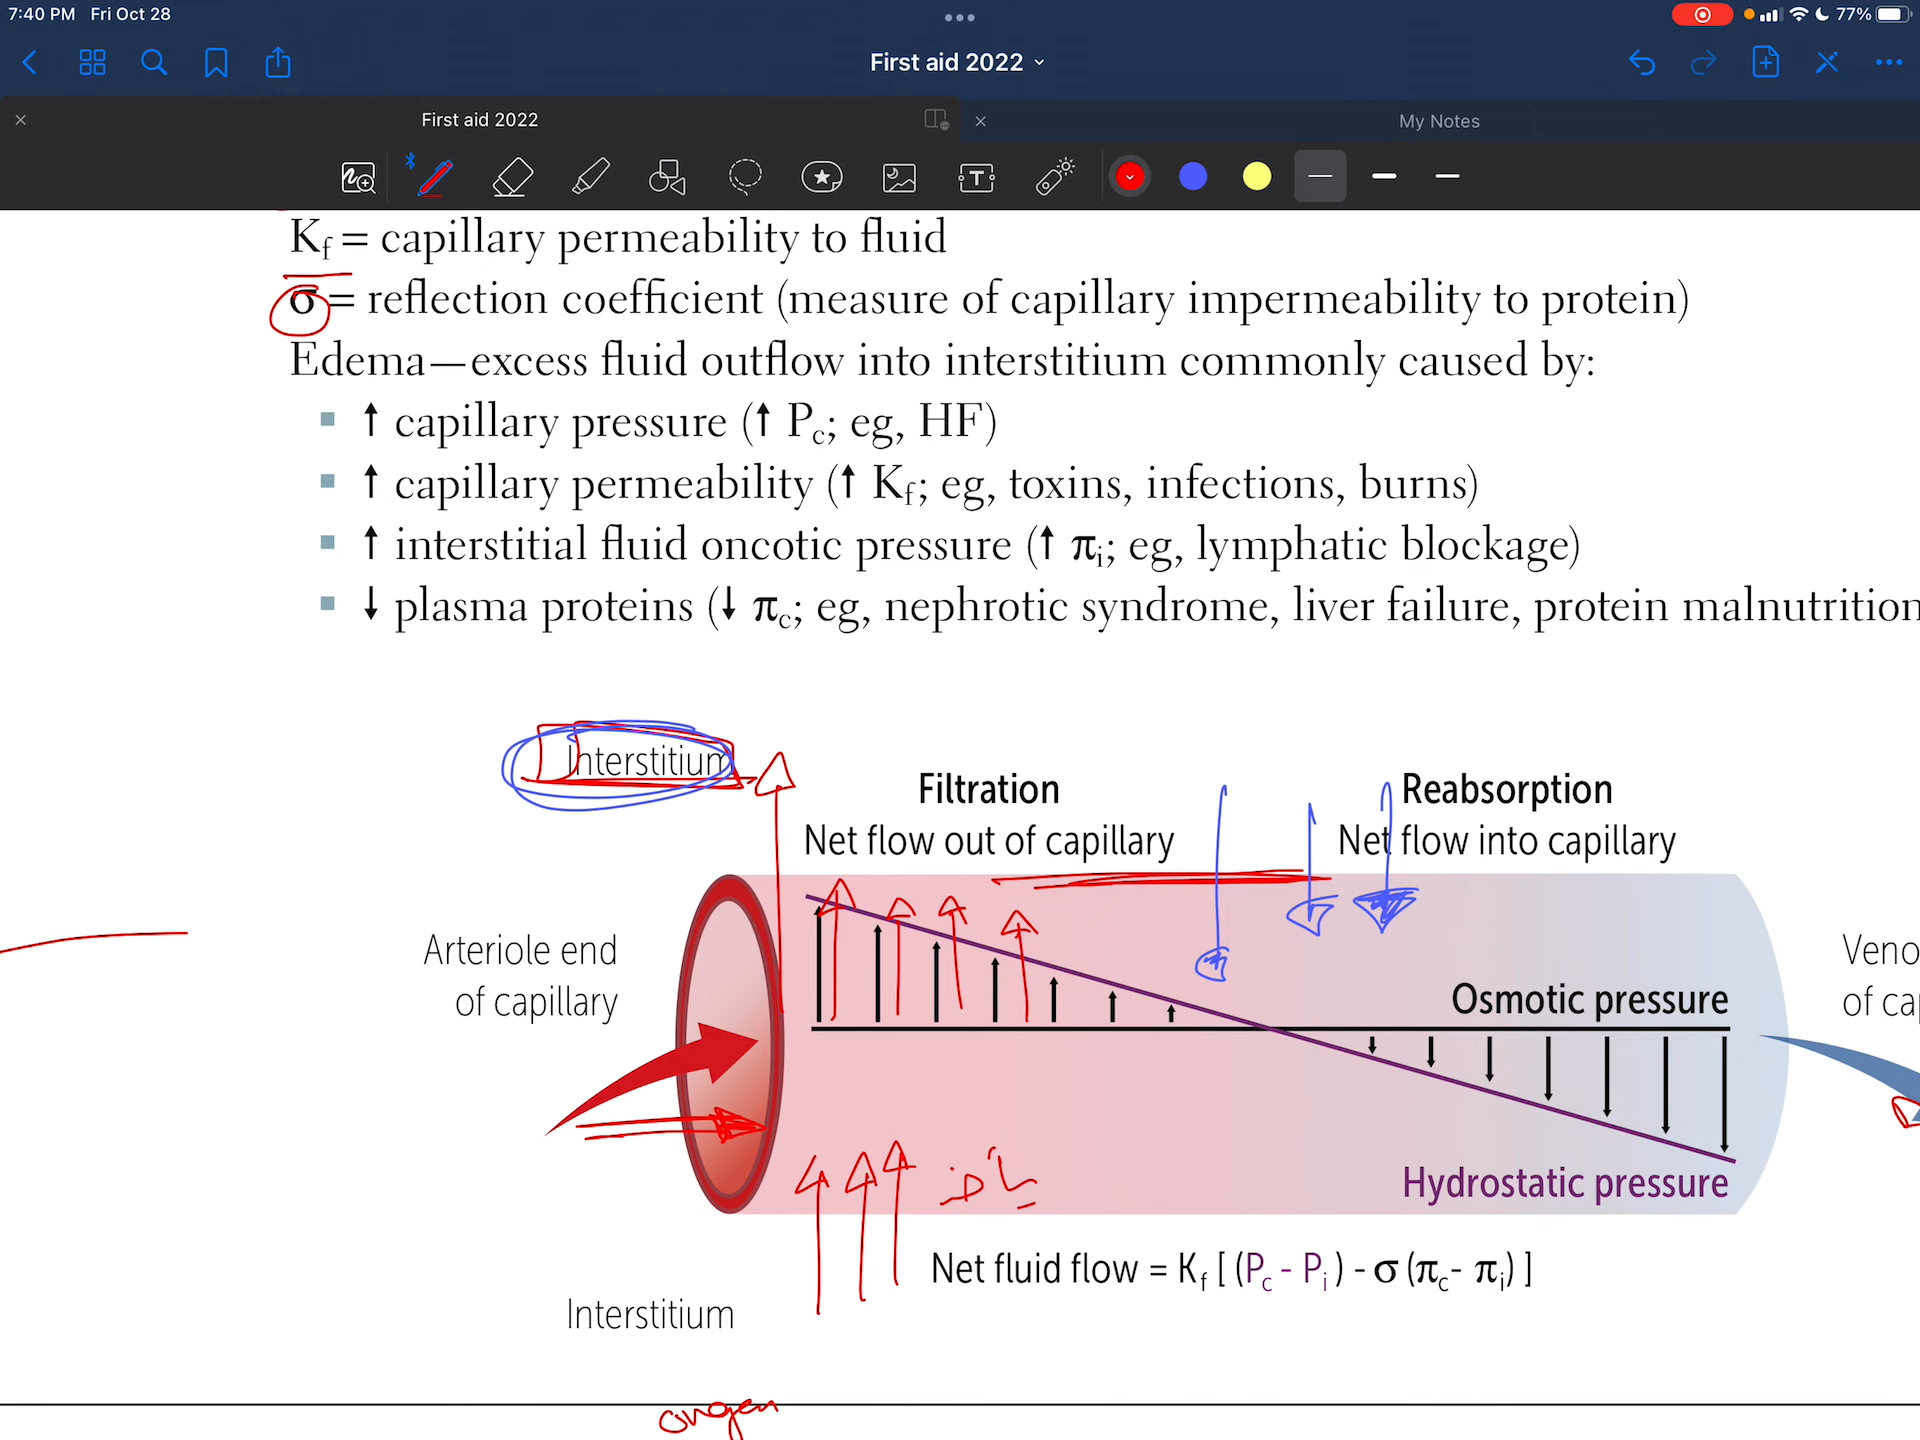 7:40 PM Fri Oct 28
77%
First aid 2022
First aid 2022
My Notes
Kf = capillary permeability to fluid
σ = reflection coefficient (measure of capillary impermeability to protein)
Edema—excess fluid outflow into interstitium commonly caused by:
↑ capillary pressure (↑ Pc; eg, HF)
↑ capillary permeability (↑ Kf; eg, toxins, infections, burns)
↑ interstitial fluid oncotic pressure (↑ πi; eg, lymphatic blockage)
↓ plasma proteins (↓ πc; eg, nephrotic syndrome, liver failure, protein malnutrition
Interstitium
Filtration
Net flow out of capillary
Reabsorption
Net flow into capillary
Arteriole end
of capillary
Veno
of ca
Osmotic pressure
Hydrostatic pressure
Net fluid flow = Kf [ (Pc - Pi ) - σ (πc- πi) ]
Interstitium